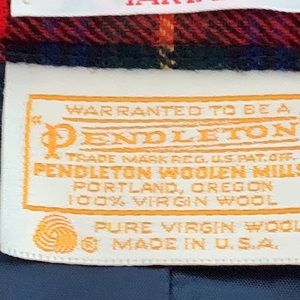 TARTAN
WARRANTED TO BE A
"PENDLETON
TRADE MARK REG. U.S. PAT. OFF.
PENDLETON WOOLEN MILLS
PORTLAND, OREGON
100% VIRGIN WOOL
PURE VIRGIN WOOL
MADE IN U.S.A.